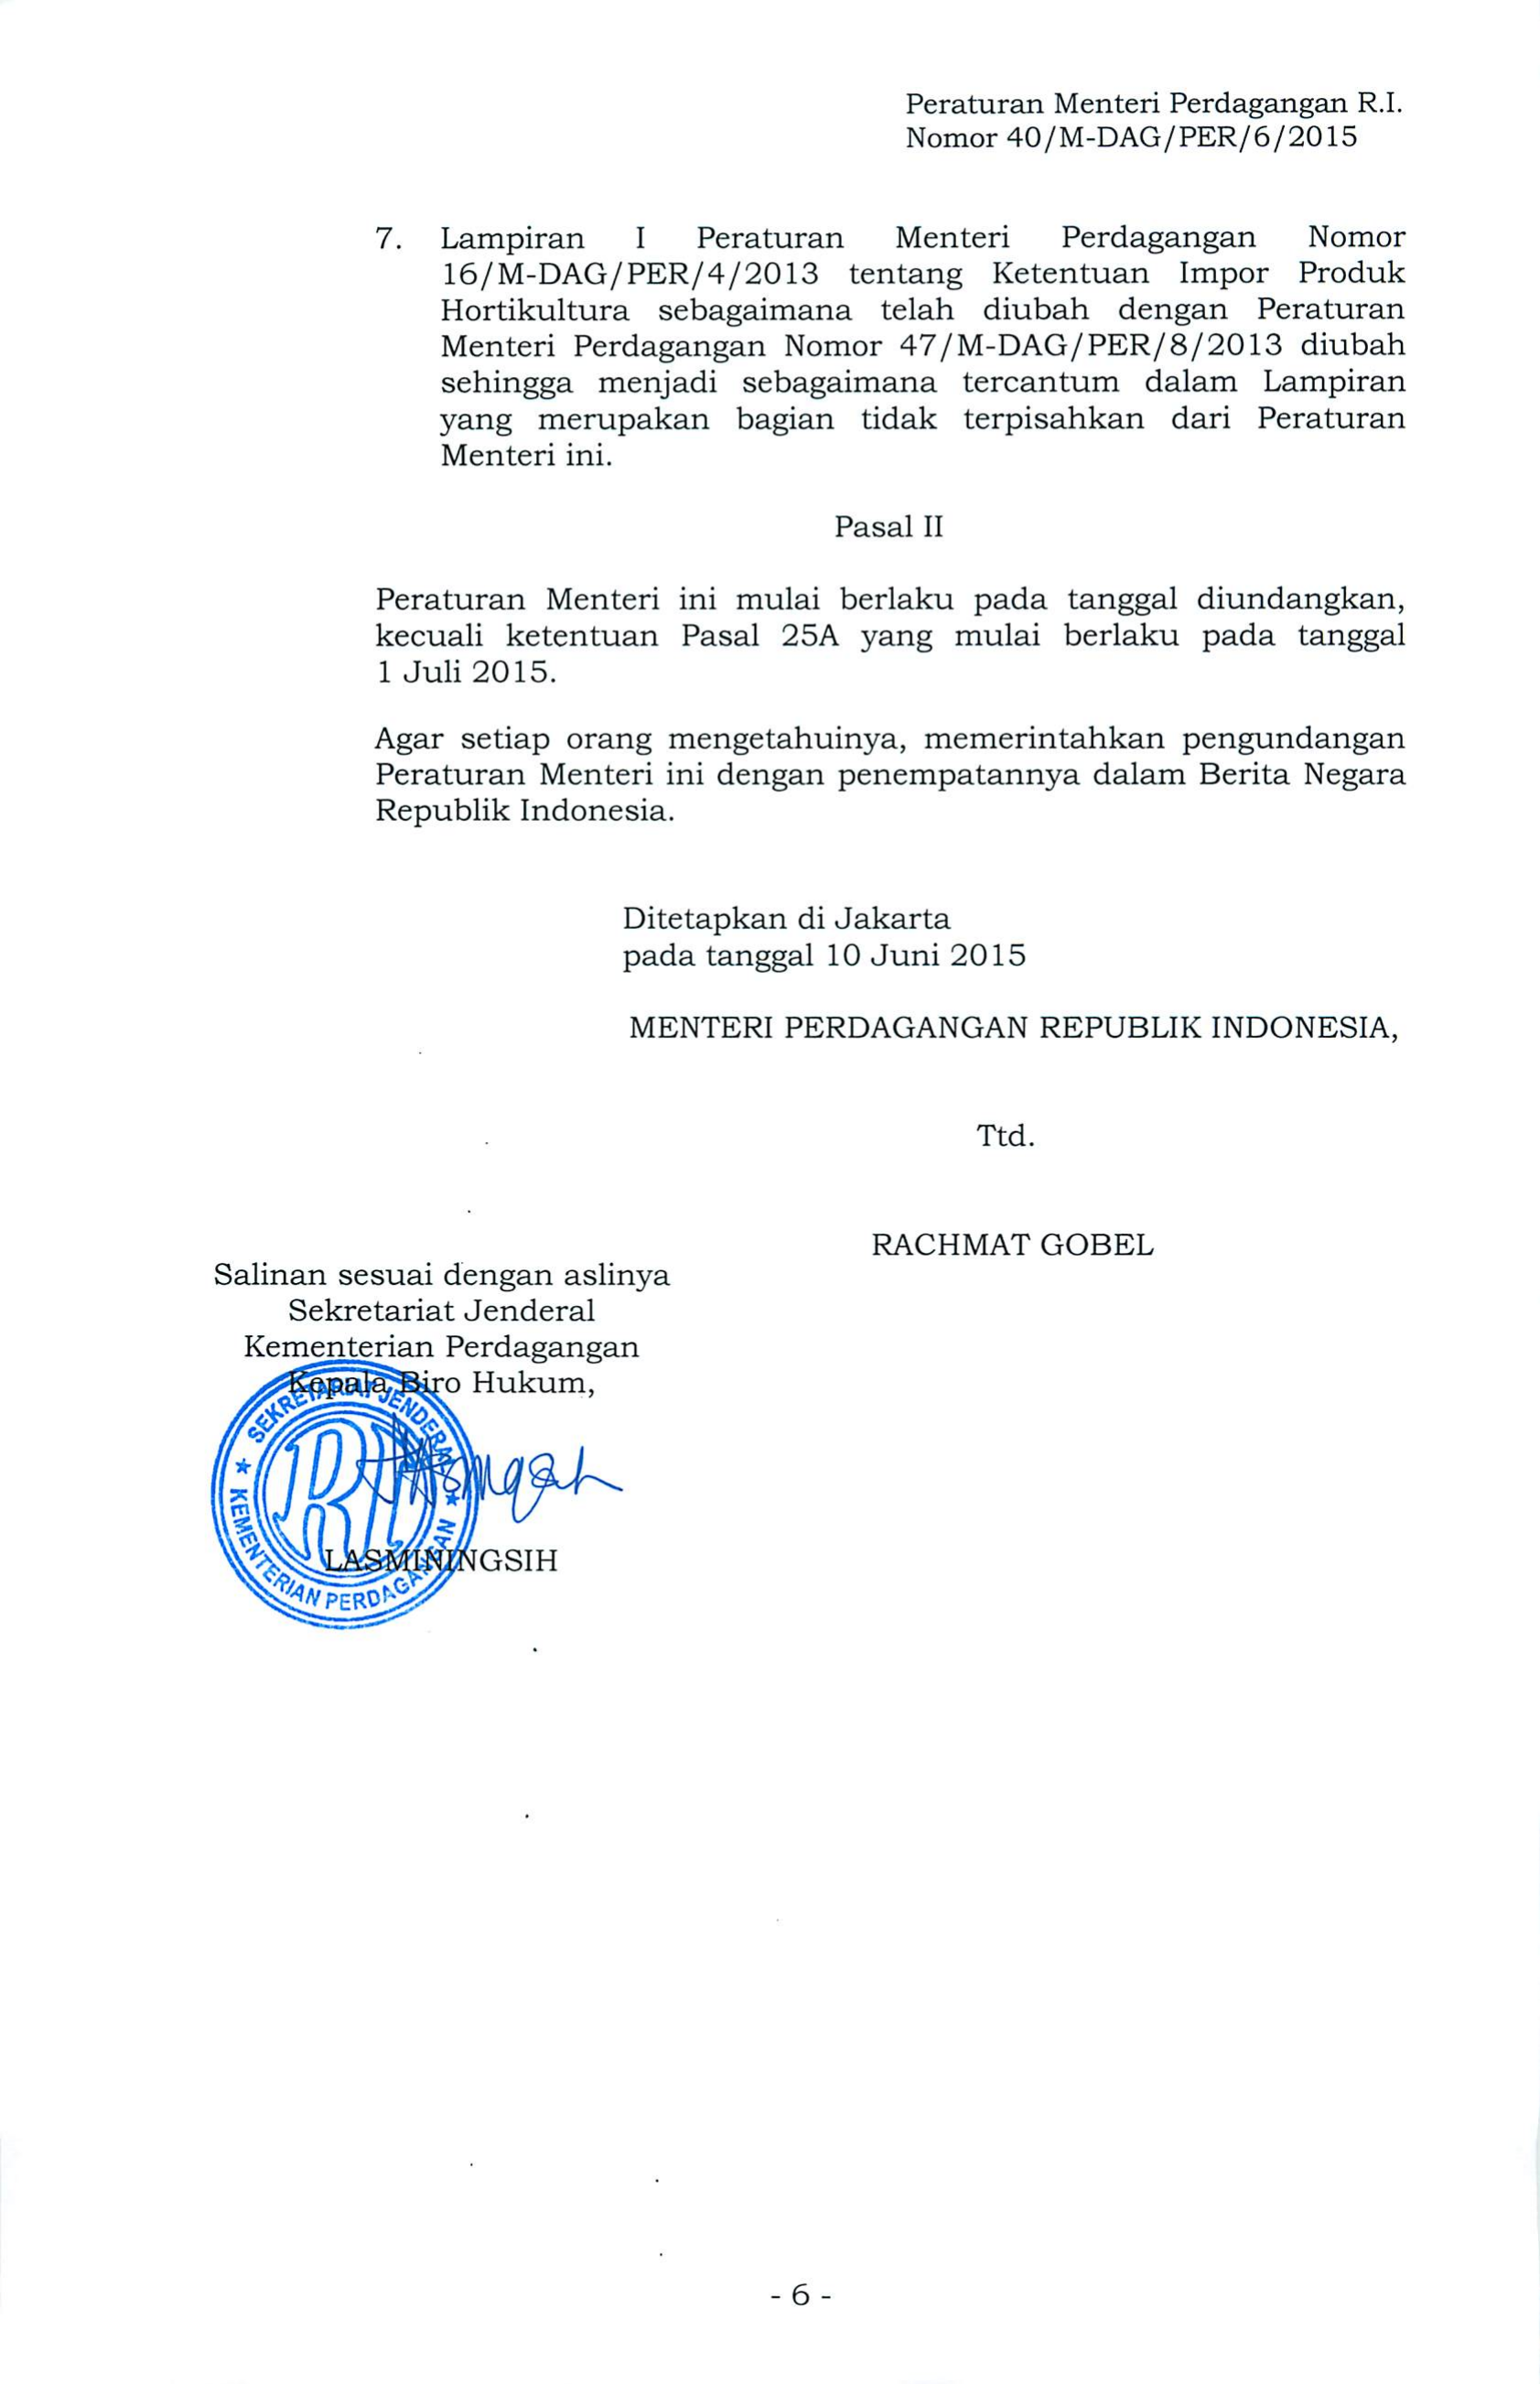 Peraturan Menteri Perdagangan R.I.
Nomor 40/M-DAG/PER/6/2015
7. Lampiran I Peraturan Menteri Perdagangan Nomor
16/M-DAG/PER/4/2013 tentang Ketentuan Impor Produk
Hortikultura sebagaimana telah diubah dengan Peraturan
Menteri Perdagangan Nomor 47/M-DAG/PER/8/2013 diubah
sehingga menjadi sebagaimana tercantum dalam Lampiran
yang merupakan bagian tidak terpisahkan dari Peraturan
Menteri ini.
Pasal II
Peraturan Menteri ini mulai berlaku pada tanggal diundangkan,
kecuali ketentuan Pasal 25A yang mulai berlaku pada tanggal
1 Juli 2015.
Agar setiap orang mengetahuinya, memerintahkan pengundangan
Peraturan Menteri ini dengan penempatannya dalam Berita Negara
Republik Indonesia.
Ditetapkan di Jakarta
pada tanggal 10 Juni 2015
MENTERI PERDAGANGAN REPUBLIK INDONESIA,
Ttd.
RACHMAT GOBEL
Salinan sesuai dengan aslinya
Sekretariat Jenderal
Kementerian Perdagangan
Kepala Biro Hukum,
SEKRETARIAT JENDERAL
RI
KEMENTERIAN PERDAGANGAN
LASMININGSIH
- 6 -